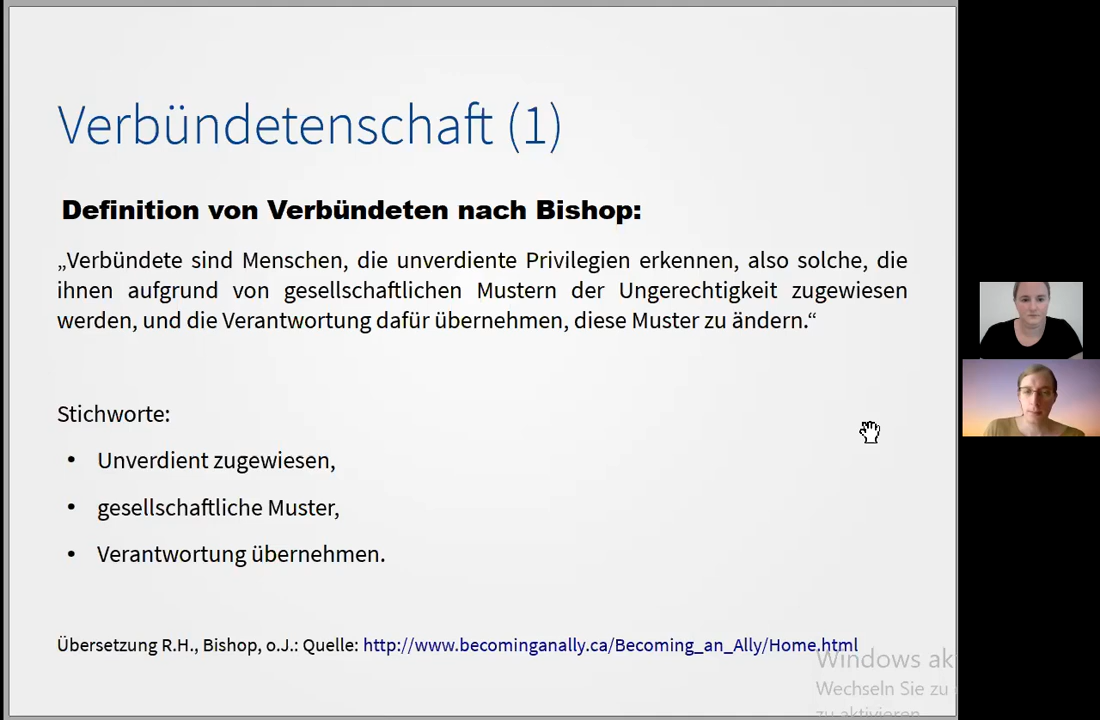 Verbündetenschaft (1)
Definition von Verbündeten nach Bishop:
„Verbündete sind Menschen, die unverdiente Privilegien erkennen, also solche, die
ihnen aufgrund von gesellschaftlichen Mustern der Ungerechtigkeit zugewiesen
werden, und die Verantwortung dafür übernehmen, diese Muster zu ändern.“
Stichworte:
• Unverdient zugewiesen,
• gesellschaftliche Muster,
• Verantwortung übernehmen.
Übersetzung R.H., Bishop, o.J.: Quelle: http://www.becominganally.ca/Becoming_an_Ally/Home.html
Windows ak
Wechseln Sie zu
zu aktivieren